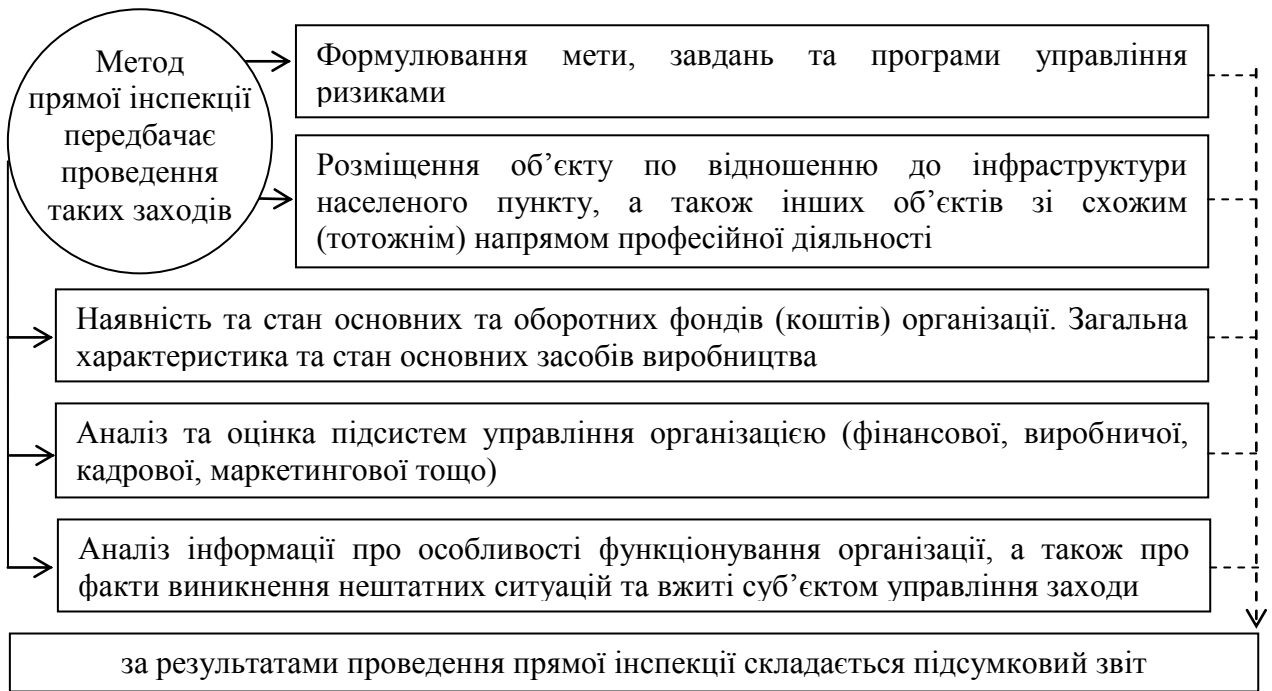 Метод
прямої інспекції
передбачає
проведення
таких заходів
Формулювання мети, завдань та програми управління
ризиками
Розміщення об’єкту по відношенню до інфраструктури
населеного пункту, а також інших об’єктів зі схожим
(тотожнім) напрямом професійної діяльності
Наявність та стан основних та оборотних фондів (коштів) організації. Загальна
характеристика та стан основних засобів виробництва
Аналіз та оцінка підсистем управління організацією (фінансової, виробничої,
кадрової, маркетингової тощо)
Аналіз інформації про особливості функціонування організації, а також про
факти виникнення нештатних ситуацій та вжиті суб’єктом управління заходи
за результатами проведення прямої інспекції складається підсумковий звіт